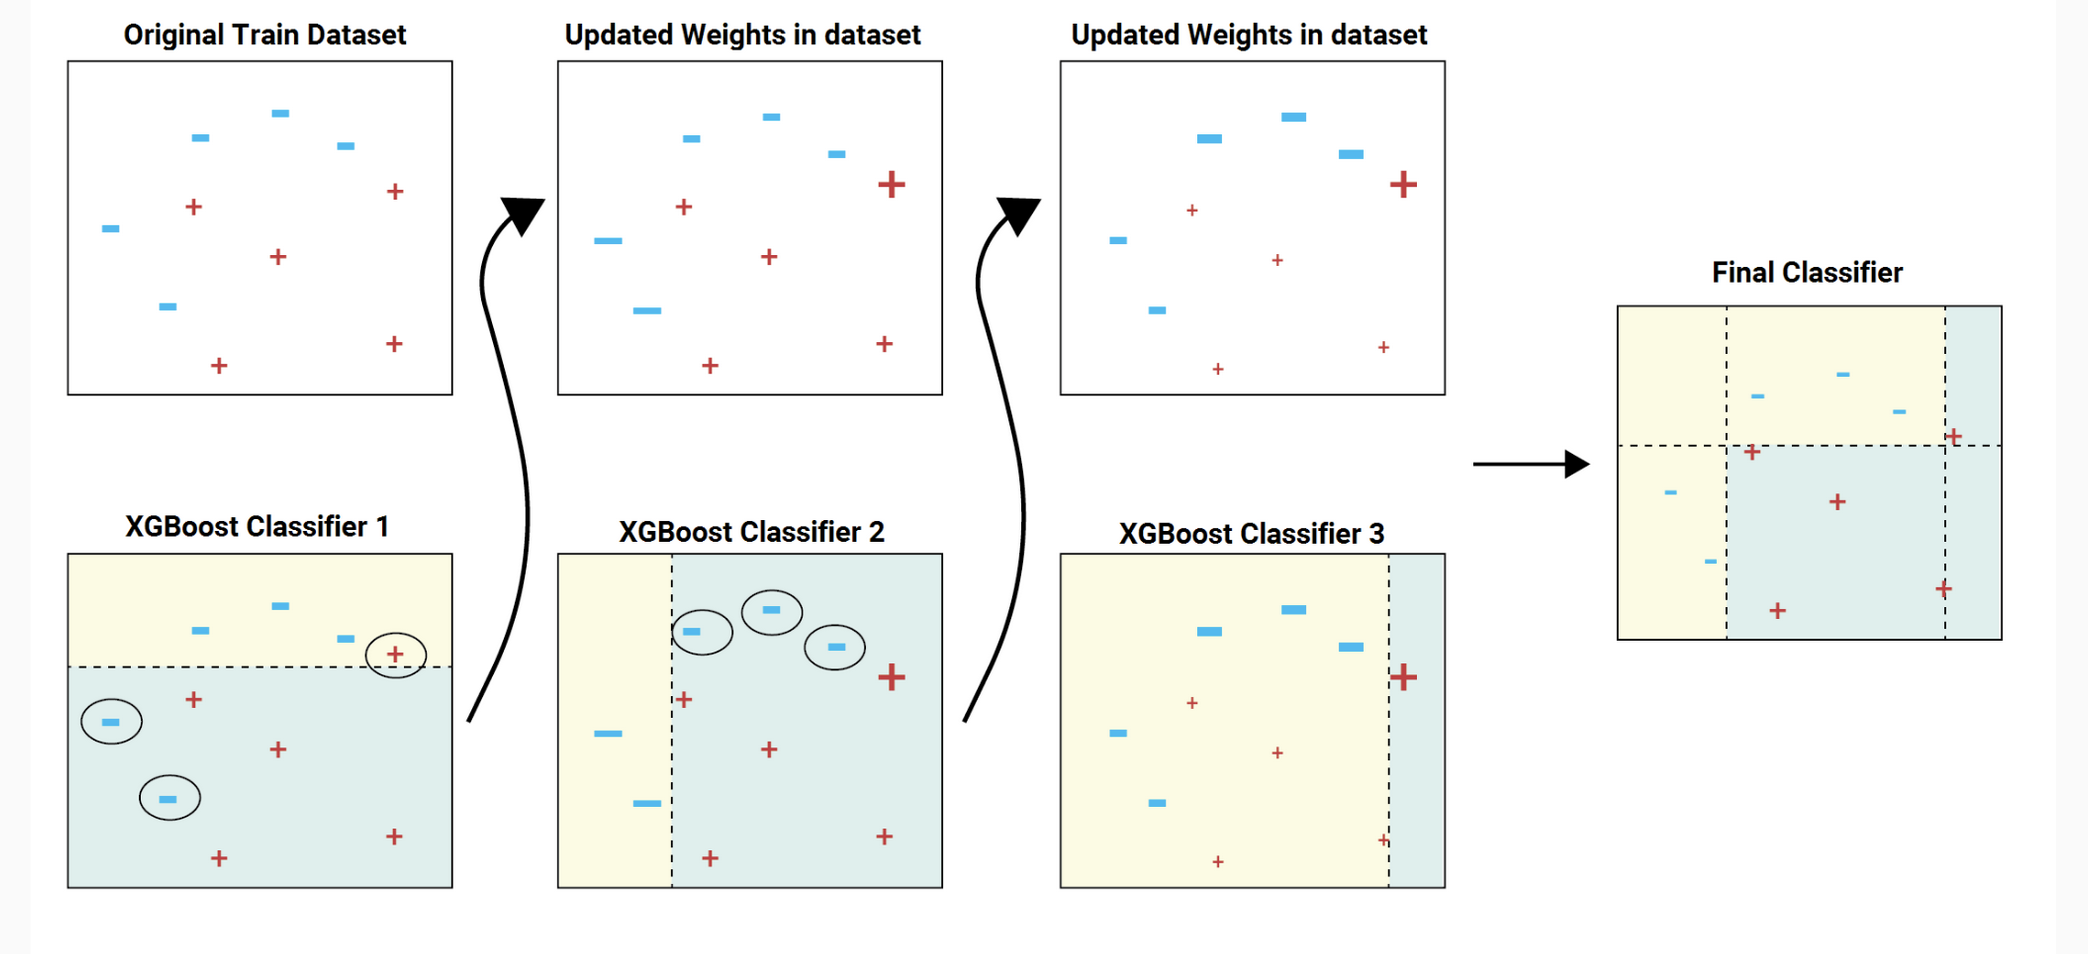 Original Train Dataset
Updated Weights in dataset
Updated Weights in dataset
Final Classifier
XGBoost Classifier 1
XGBoost Classifier 2
XGBoost Classifier 3